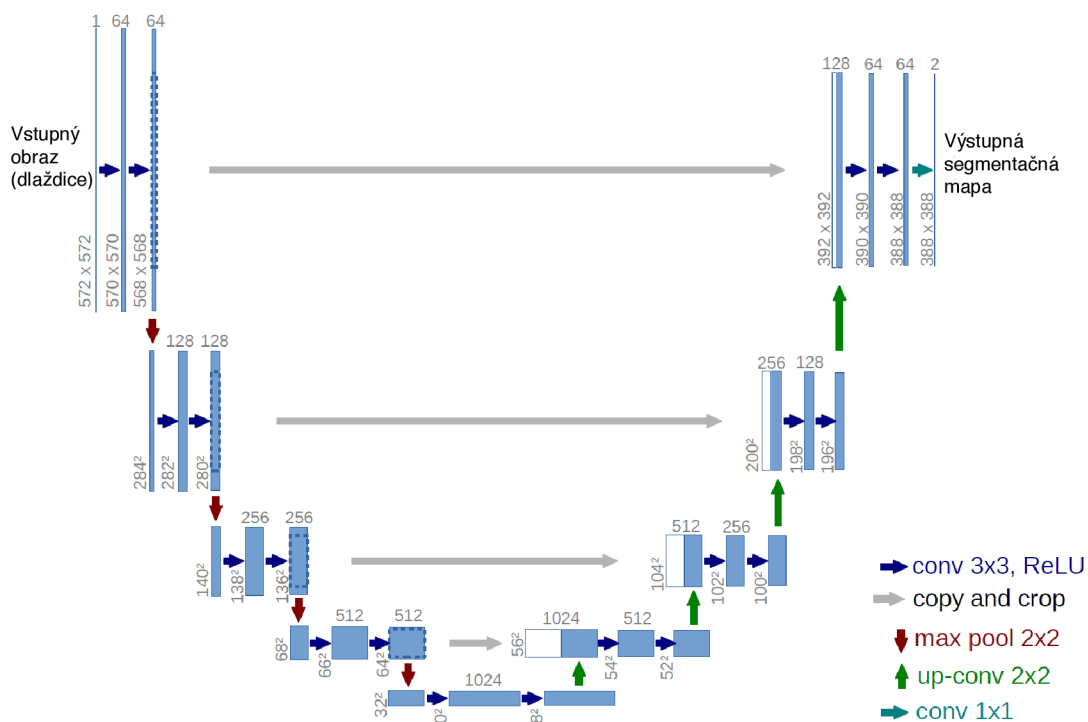 1 64 64
128 64 64 2
Vstupný
obraz
(dlaždice)
Výstupná
segmentačná
mapa
572 x 572
570 x 570
568 x 568
392 x 392
390 x 390
388 x 388
388 x 388
128 128
256 128
284²
282²
280²
200²
198²
196²
256 256
512 256
140²
138²
136²
104²
102²
100²
512 512
1024 512
68²
66²
64²
56²
54²
52²
1024
32²
conv 3x3, ReLU
copy and crop
max pool 2x2
up-conv 2x2
conv 1x1